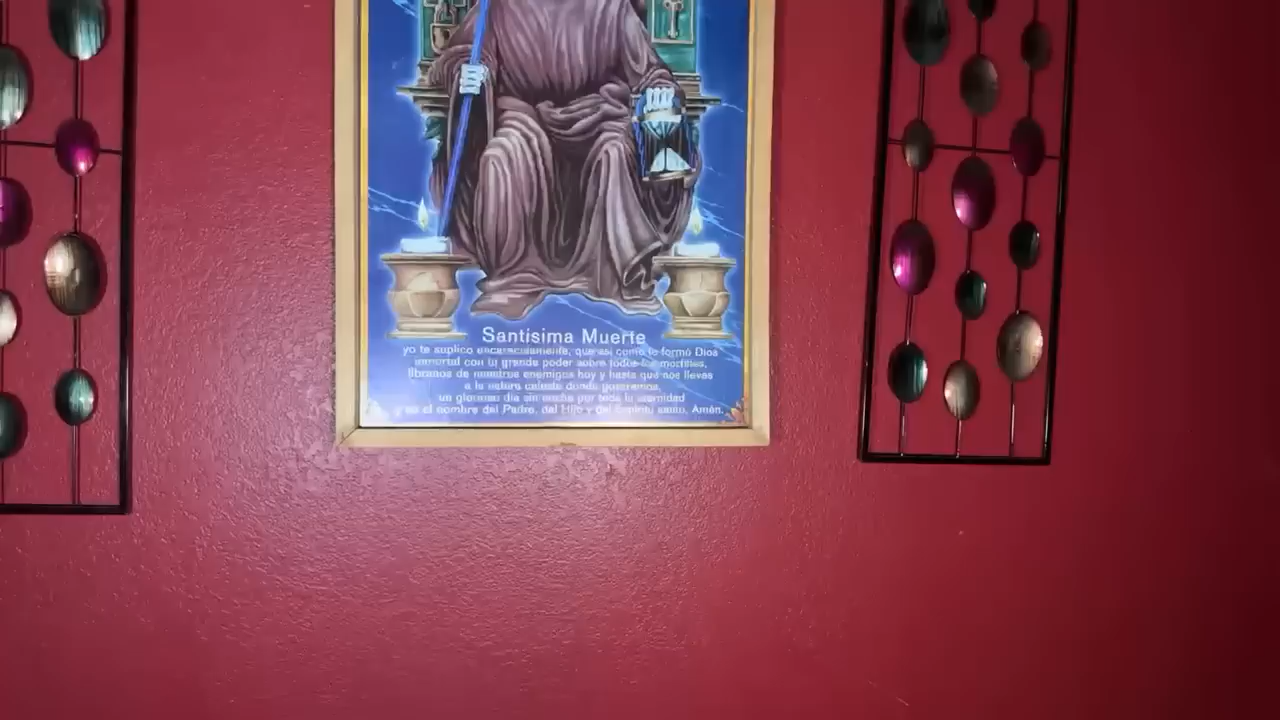 Santísima Muerte
yo te suplico encarecidamente, que asi como te formó Dios
inmortal con tu grande poder sobre todos los mortales,
libranos de nuestros enemigos hoy y hasta que nos lleves
a la esfera celeste donde gozaremos,
un glorioso día sin noche por toda la eternidad
y en el nombre del Padre, del Hijo y del Espíritu santo, Amén.